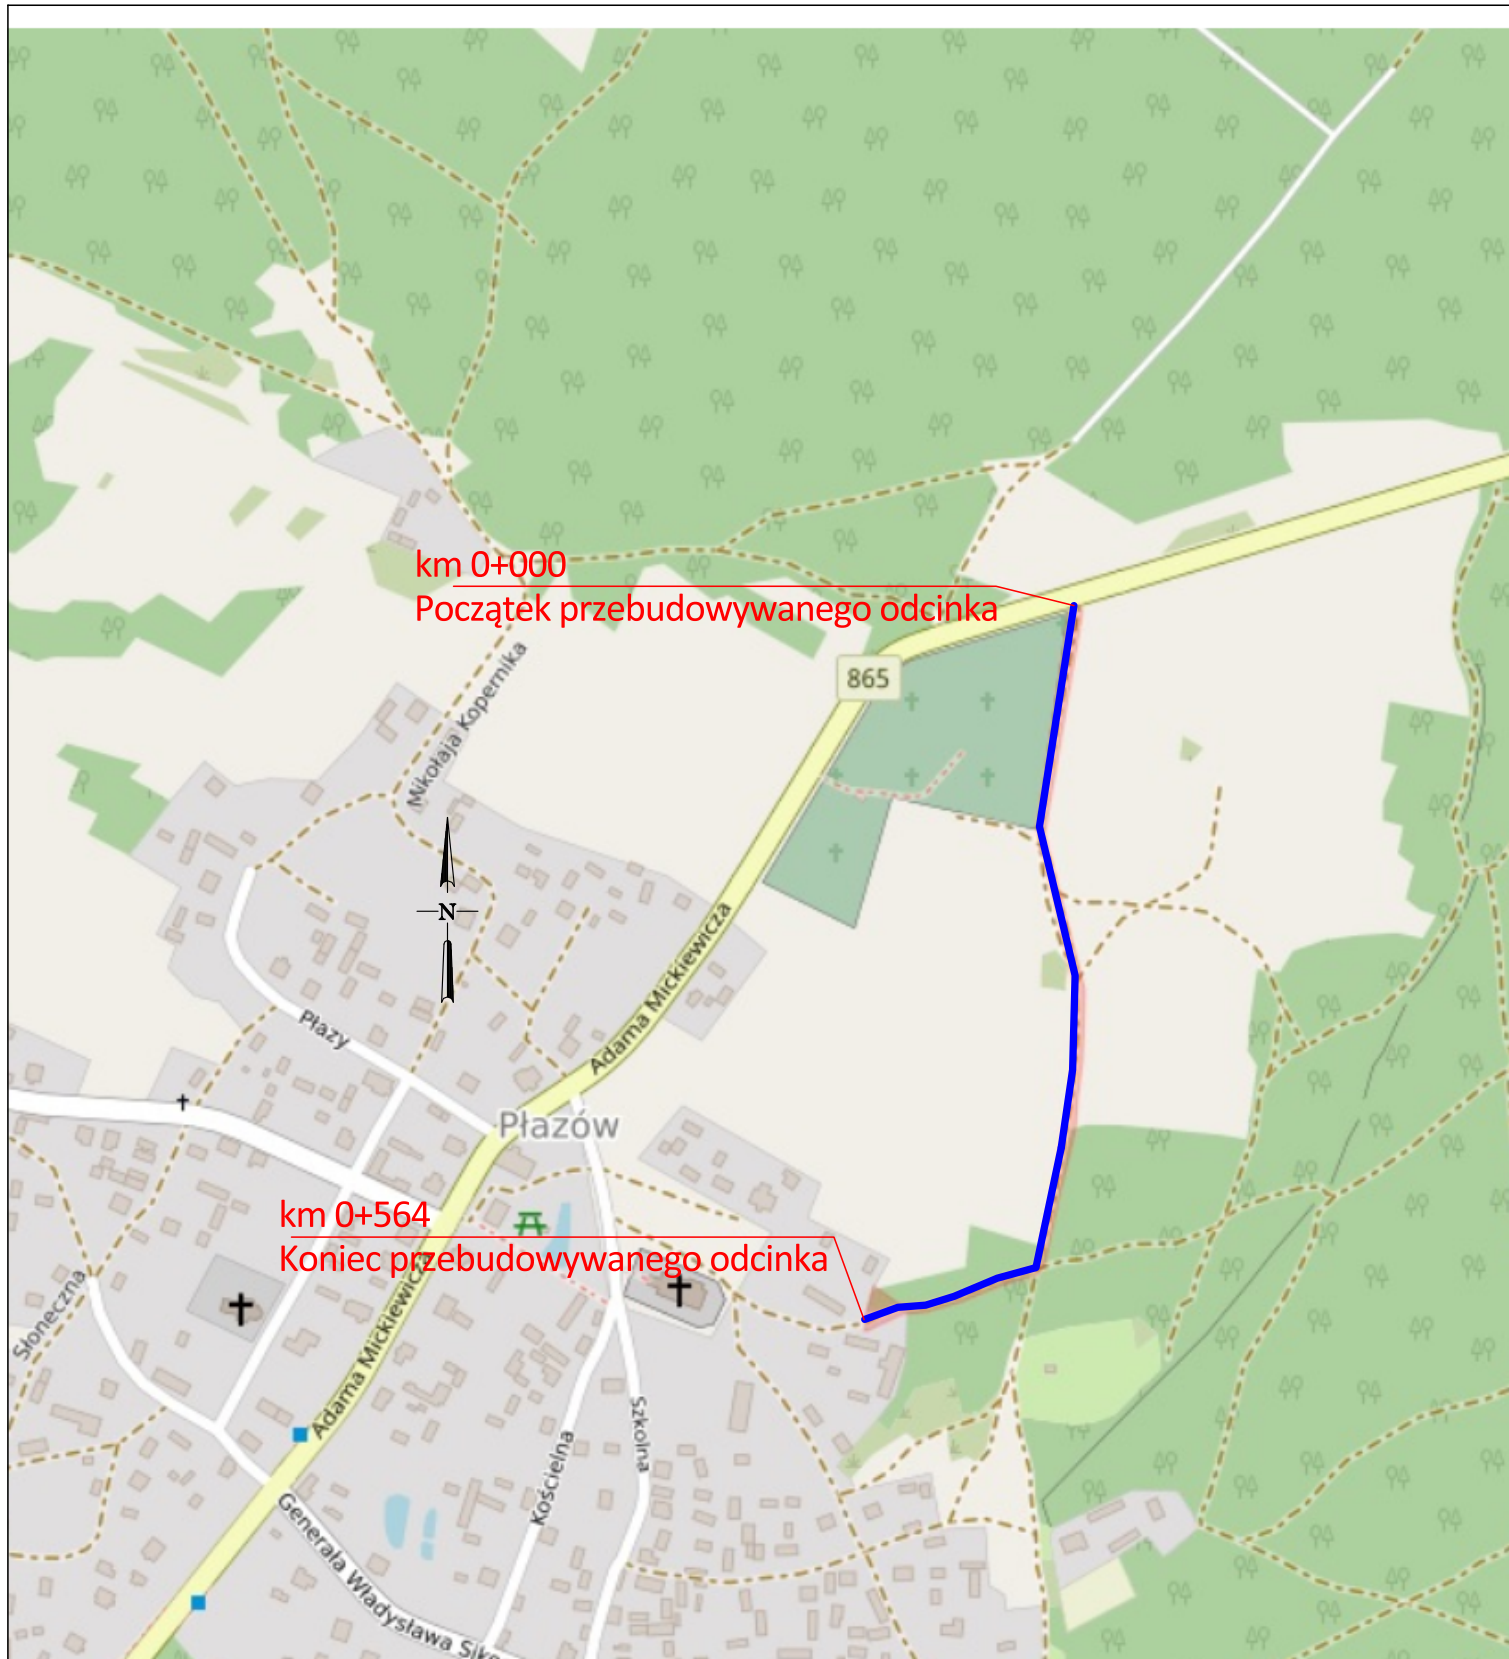 km 0+000
Początek przebudowywanego odcinka
Mikołaja Kopernika
865
N
Adama Mickiewicza
Płazy
Płazów
km 0+564
Koniec przebudowywanego odcinka
Słoneczna
Adama Mickiewicza
Szkolna
Kościelna
Generała Władysława